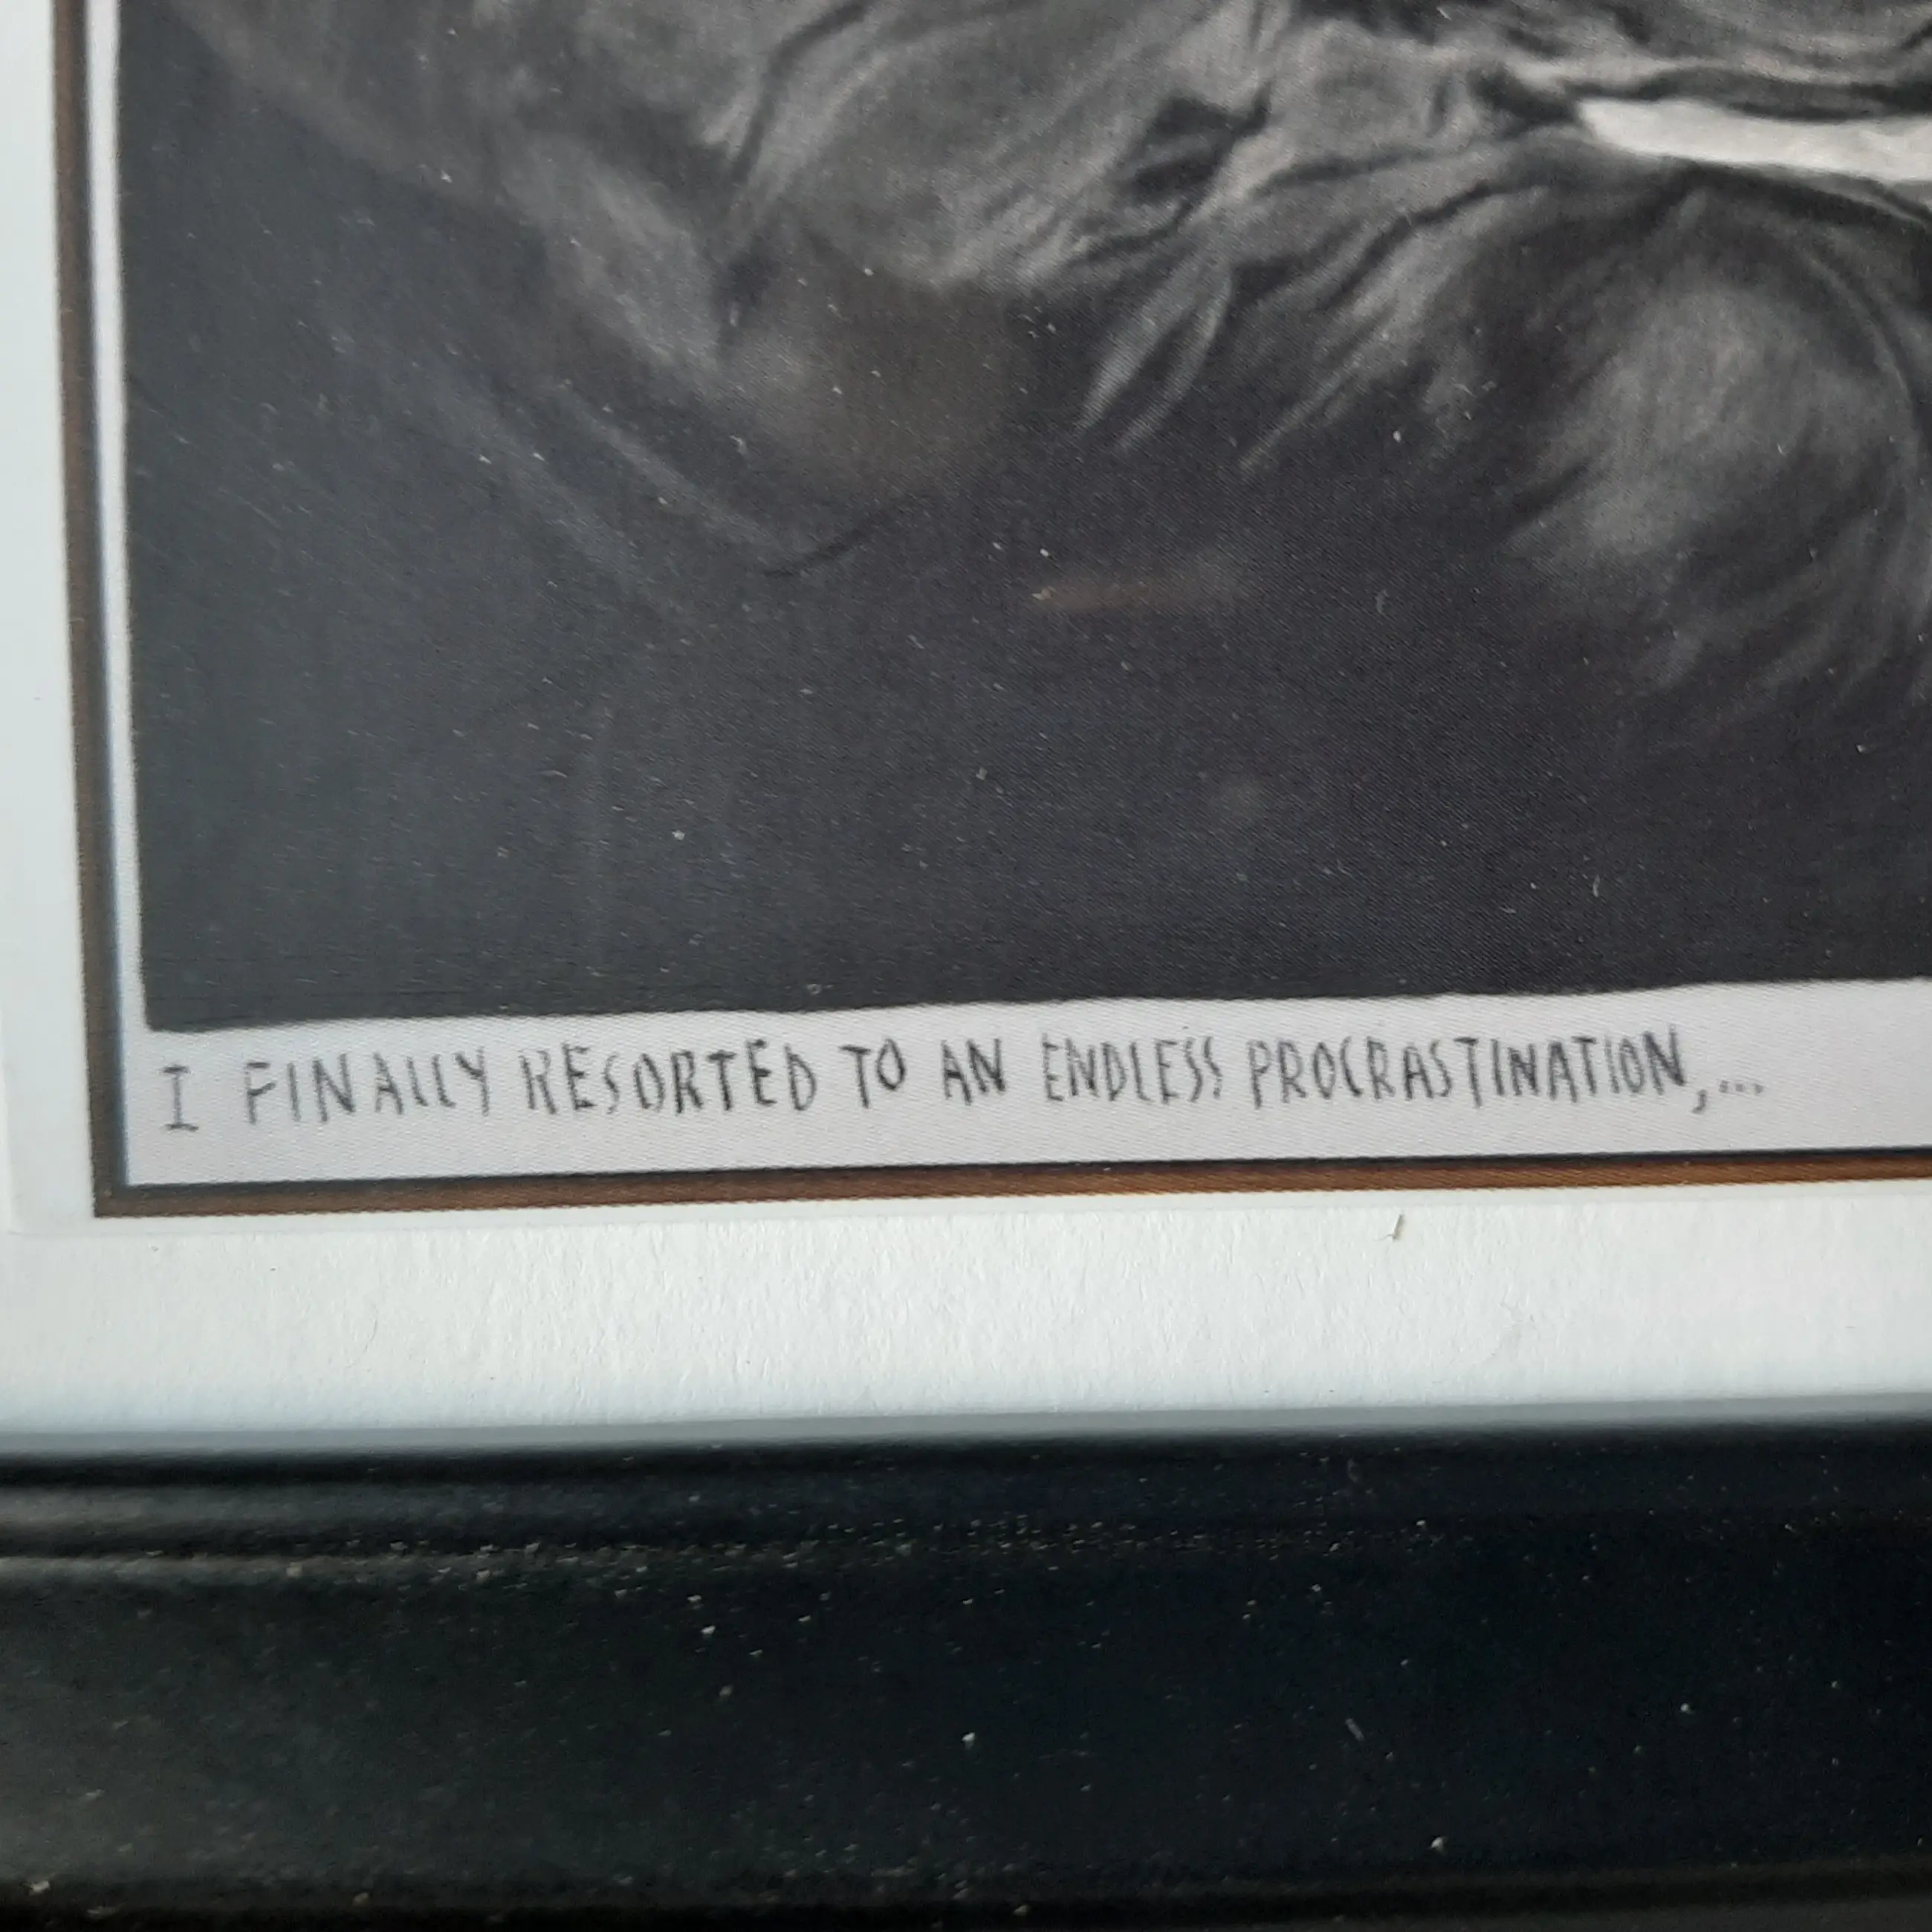 I FINALLY RESORTED TO AN ENDLESS PROCRASTINATION,...